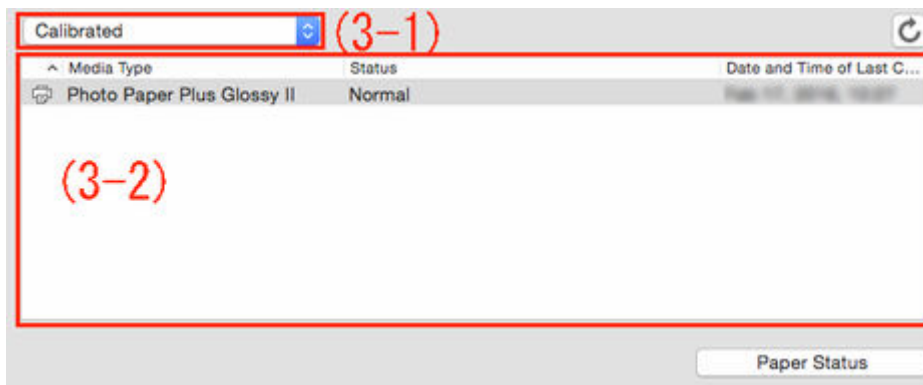 Calibrated (3-1)
Media Type Status Date and Time of Last C...
Photo Paper Plus Glossy II Normal
(3-2)
Paper Status